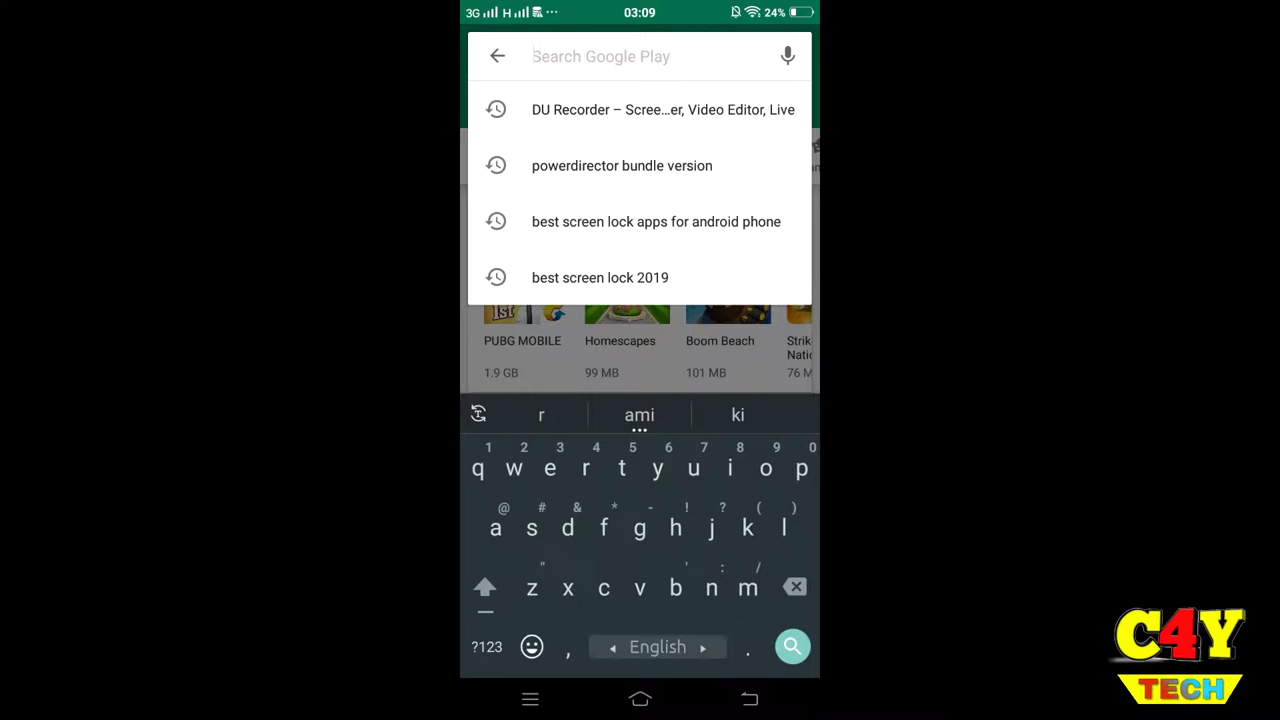 3G H ... 03:09 24%
Search Google Play
DU Recorder – Scree...er, Video Editor, Live
powerdirector bundle version
best screen lock apps for android phone
best screen lock 2019
1st
PUBG MOBILE Homescapes Boom Beach Strik
Natio
1.9 GB 99 MB 101 MB 76 M
r ami ki
1 2 3 4 5 6 7 8 9 0
q w e r t y u i o p
@ # & * - ! ? ( )
a s d f g h j k l
" ' : /
z x c v b n m
?123 , English .
C4Y
TECH